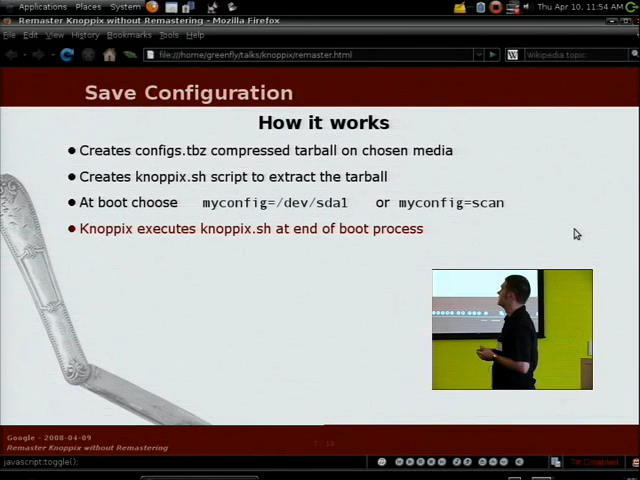 Applications Places System
Thu Apr 10, 11:54 AM
Remaster Knoppix without Remastering - Mozilla Firefox
File Edit View History Bookmarks Tools Help
file:///home/greenfly/talks/knoppix/remaster.html
W Wikipedia topic
Save Configuration
How it works
● Creates configs.tbz compressed tarball on chosen media
● Creates knoppix.sh script to extract the tarball
● At boot choose myconfig=/dev/sda1 or myconfig=scan
● Knoppix executes knoppix.sh at end of boot process
Google - 2008-04-09
Remaster Knoppix without Remastering
javascript:toggle();
Tor Disabled